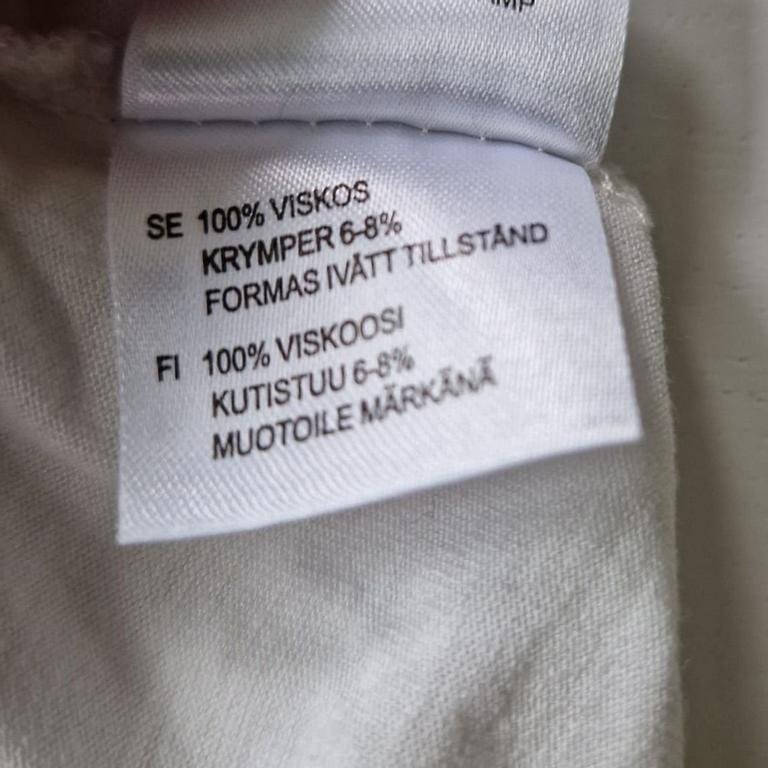 SE 100% VISKOS
KRYMPER 6-8%
FORMAS IVÅTT TILLSTÅND
FI 100% VISKOOSI
KUTISTUU 6-8%
MUOTOILE MÄRKÄNÄ